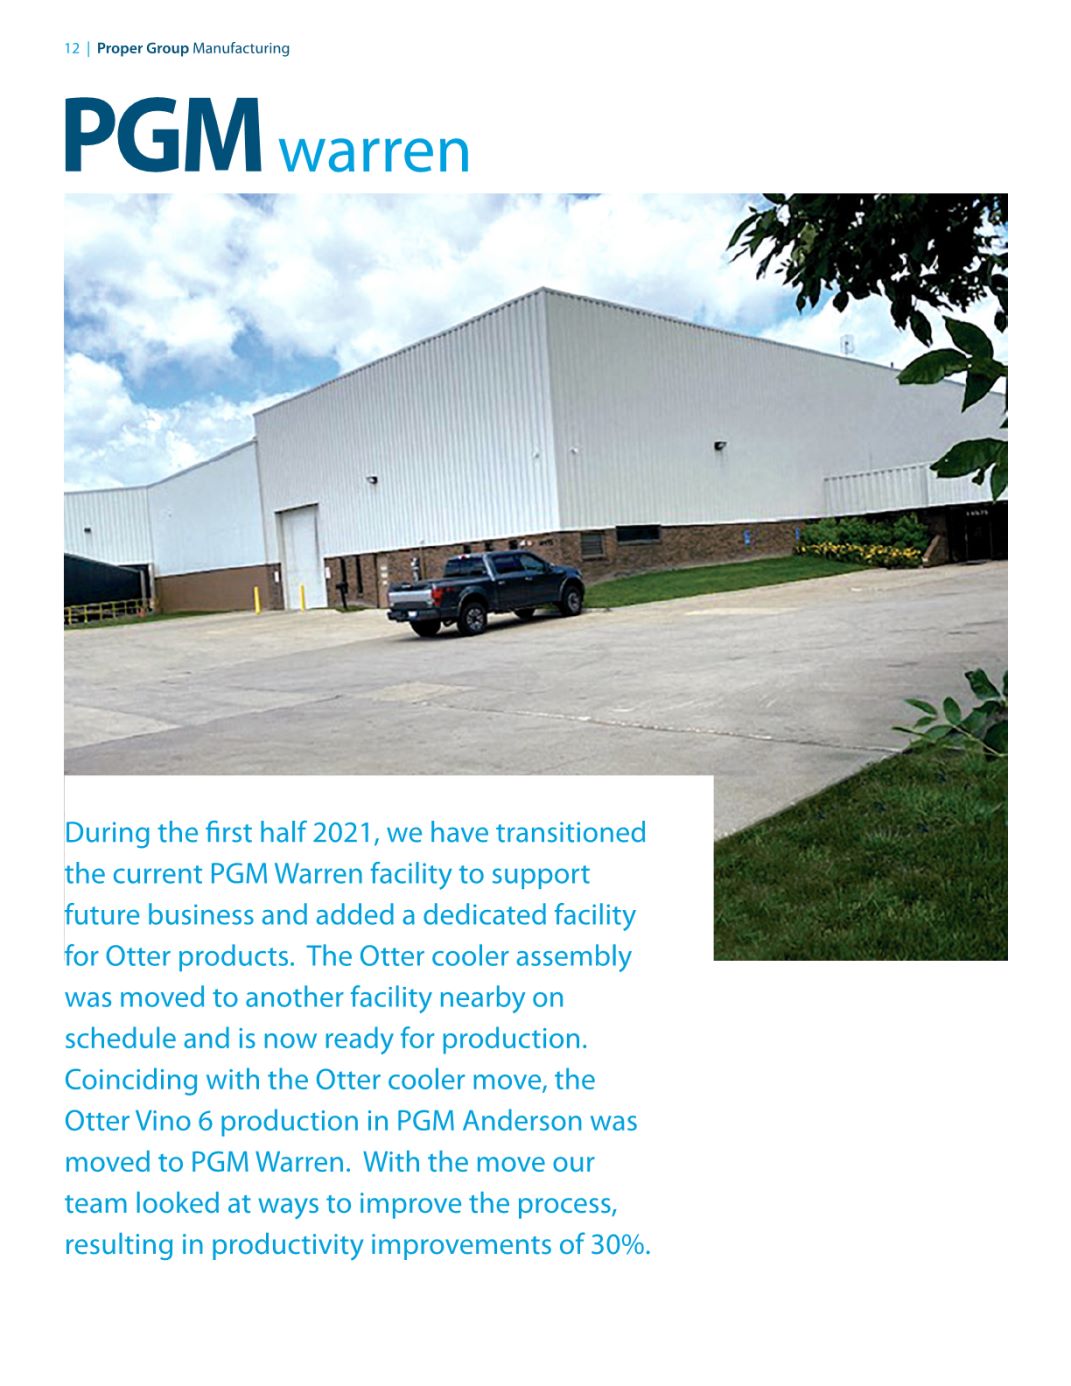 12 | Proper Group Manufacturing
PGM warren
During the first half 2021, we have transitioned
the current PGM Warren facility to support
future business and added a dedicated facility
for Otter products. The Otter cooler assembly
was moved to another facility nearby on
schedule and is now ready for production.
Coinciding with the Otter cooler move, the
Otter Vino 6 production in PGM Anderson was
moved to PGM Warren. With the move our
team looked at ways to improve the process,
resulting in productivity improvements of 30%.